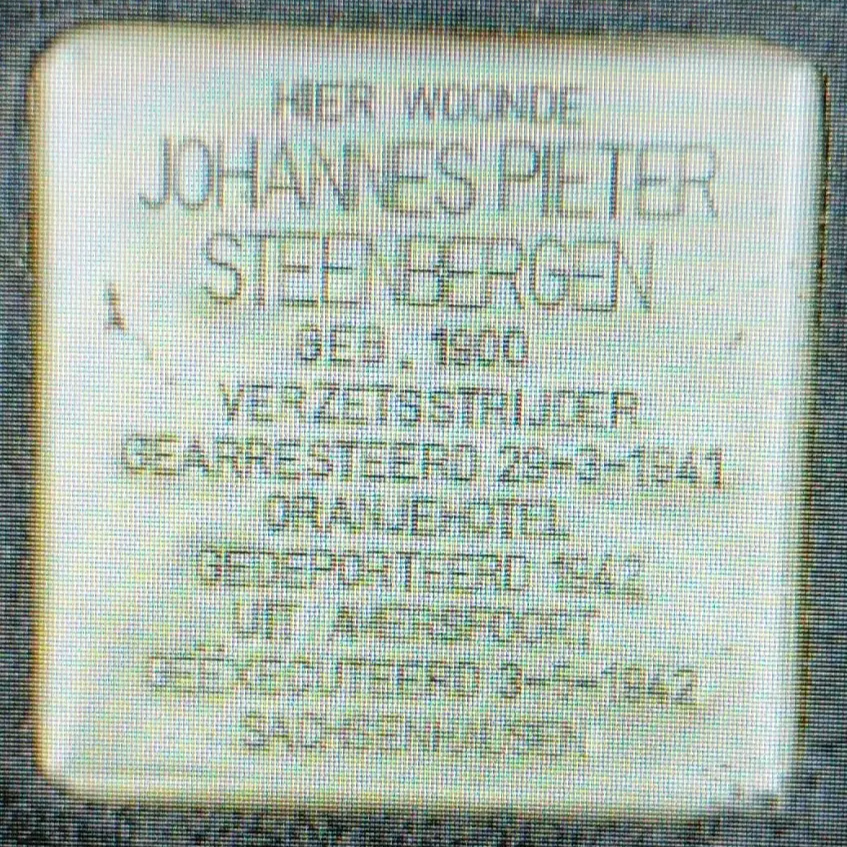 HIER WOONDE
JOHANNES PIETER
STEENBERGEN
GEB. 1900
VERZETSSTRIJDER
GEARRESTEERD 29-3-1941
ORANJEHOTEL
GEDEPORTEERD 1942
UIT AMERSFOORT
GEËXECUTEERD 3-5-1942
SACHSENHAUSEN